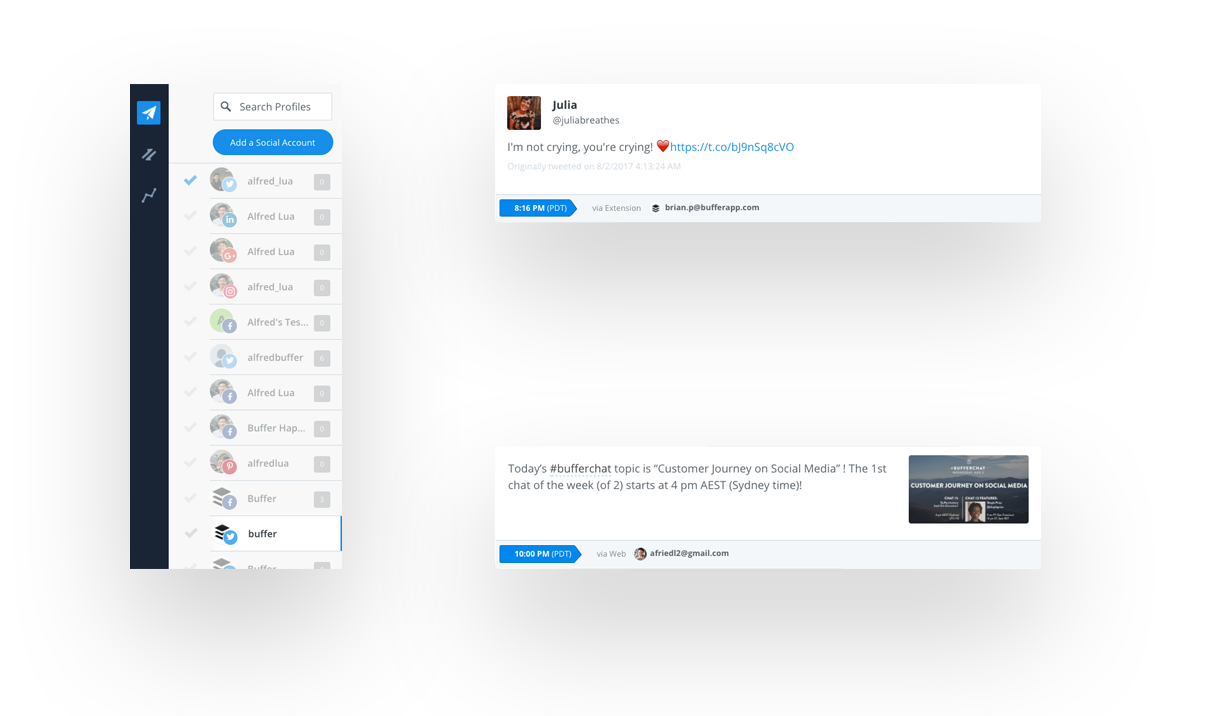 Search Profiles
Add a Social Account
alfred_lua 0
Alfred Lua 0
Alfred Lua 0
alfred_lua 0
Alfred's Tes... 0
alfredbuffer 6
Alfred Lua 0
Buffer Hap... 0
alfredlua 0
Buffer 3
buffer
Buffer
Julia
@juliabreathes
I'm not crying, you're crying! ❤️https://t.co/bJ9nSq8cVO
Originally tweeted on 8/2/2017 4:13:24 AM
8:16 PM (PDT) via Extension brian.p@bufferapp.com
Today's #bufferchat topic is “Customer Journey on Social Media” ! The 1st
chat of the week (of 2) starts at 4 pm AEST (Sydney time)!
#BUFFERCHAT
CUSTOMER JOURNEY ON SOCIAL MEDIA
10:00 PM (PDT) via Web afriedl2@gmail.com